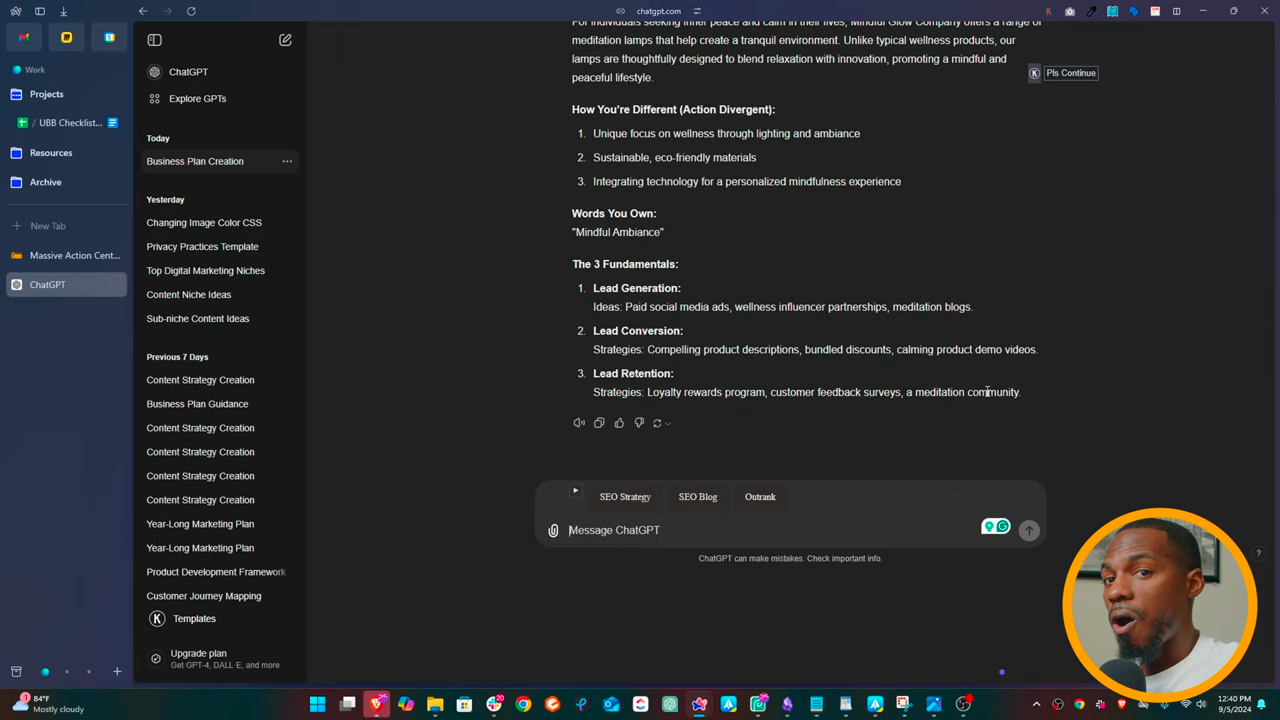 chatgpt.com
Work
Projects
/ UBB Checklist...
Resources
Archive
New Tab
Massive Action Cent...
ChatGPT
ChatGPT
Explore GPTs
Today
Business Plan Creation
Yesterday
Changing Image Color CSS
Privacy Practices Template
Top Digital Marketing Niches
Content Niche Ideas
Sub-niche Content Ideas
Previous 7 Days
Content Strategy Creation
Business Plan Guidance
Content Strategy Creation
Content Strategy Creation
Content Strategy Creation
Content Strategy Creation
Year-Long Marketing Plan
Year-Long Marketing Plan
Product Development Framework
Customer Journey Mapping
K Templates
Upgrade plan
Get GPT-4, DALL·E, and more
For individuals seeking inner peace and calm in their lives, Mindful Glow Company offers a range of
meditation lamps that help create a tranquil environment. Unlike typical wellness products, our
lamps are thoughtfully designed to blend relaxation with innovation, promoting a mindful and
peaceful lifestyle.
K Pls Continue
How You're Different (Action Divergent):
1. Unique focus on wellness through lighting and ambiance
2. Sustainable, eco-friendly materials
3. Integrating technology for a personalized mindfulness experience
Words You Own:
"Mindful Ambiance"
The 3 Fundamentals:
1. Lead Generation:
Ideas: Paid social media ads, wellness influencer partnerships, meditation blogs.
2. Lead Conversion:
Strategies: Compelling product descriptions, bundled discounts, calming product demo videos.
3. Lead Retention:
Strategies: Loyalty rewards program, customer feedback surveys, a meditation community.
SEO Strategy
SEO Blog
Outrank
Message ChatGPT
ChatGPT can make mistakes. Check important info.
?
84°F
Mostly cloudy
20
12:40 PM
9/5/2024